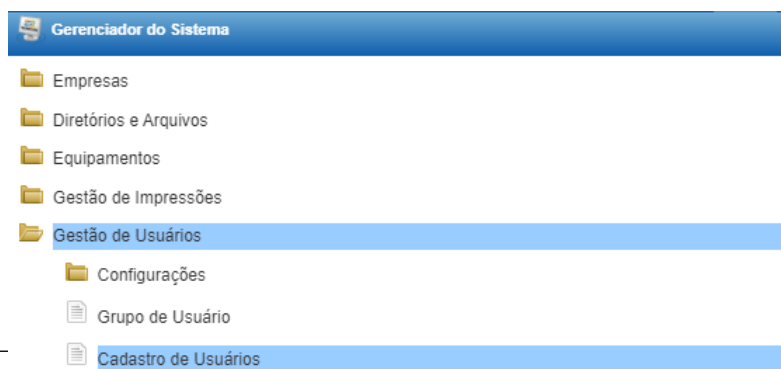 Gerenciador do Sistema
Empresas
Diretórios e Arquivos
Equipamentos
Gestão de Impressões
Gestão de Usuários
Configurações
Grupo de Usuário
Cadastro de Usuários